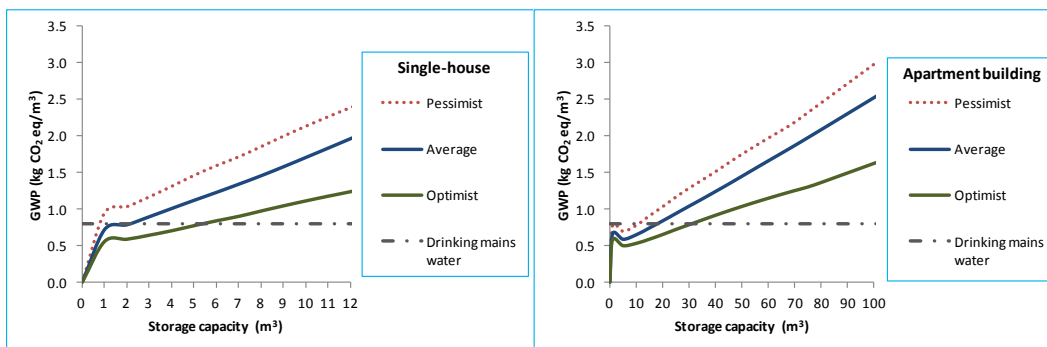 3.5
3.0
2.5
2.0
1.5
1.0
0.5
0.0
GWP (kg CO₂ eq/m³)
0 1 2 3 4 5 6 7 8 9 10 11 12
Storage capacity (m³)
Single-house
Pessimist
Average
Optimist
Drinking mains
water
3.5
3.0
2.5
2.0
1.5
1.0
0.5
0.0
GWP (kg CO₂ eq/m³)
0 10 20 30 40 50 60 70 80 90 100
Storage capacity (m³)
Apartment building
Pessimist
Average
Optimist
Drinking mains
water